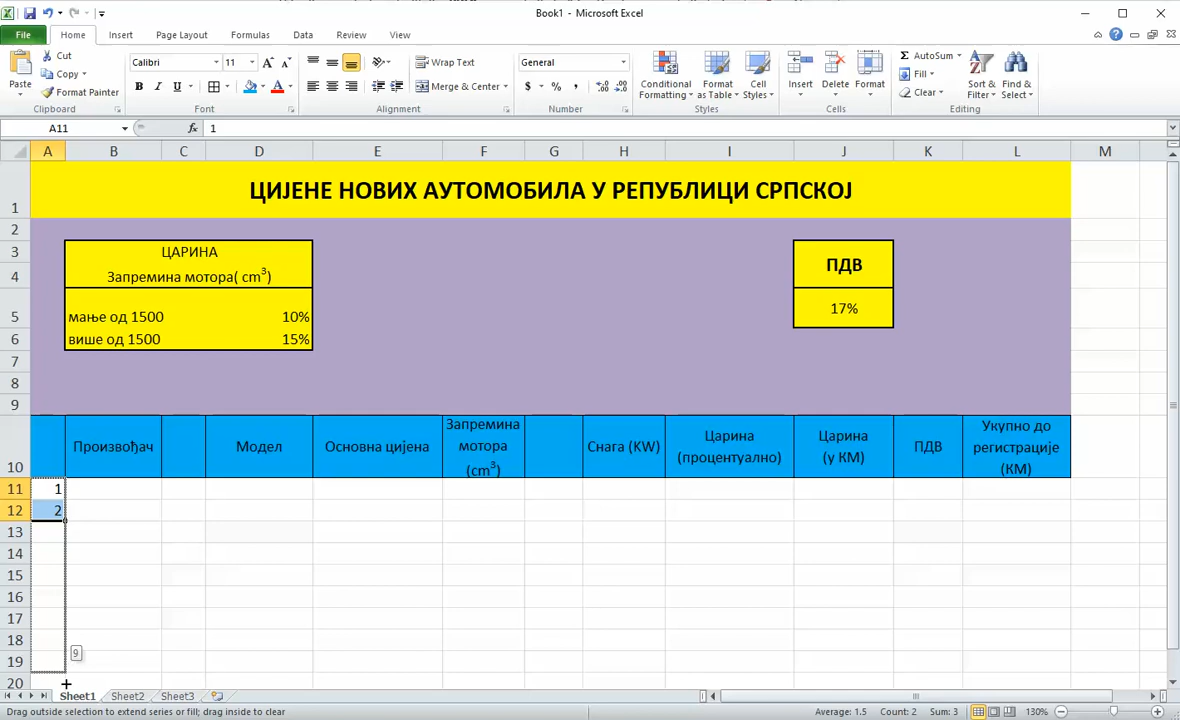 Book1 - Microsoft Excel
File Home Insert Page Layout Formulas Data Review View
Cut
Copy
Format Painter
Paste
Calibri 11
B I U
Wrap Text
Merge & Center
General
$ % ,
Conditional Formatting
Format as Table
Cell Styles
Insert Delete Format
AutoSum
Fill
Clear
Sort & Filter
Find & Select
Clipboard Font Alignment Number Styles Cells Editing
A11 fx 1
A B C D E F G H I J K L M
1 ЦИЈЕНЕ НОВИХ АУТОМОБИЛА У РЕПУБЛИЦИ СРПСКОЈ
2
3 ЦАРИНА
4 Запремина мотора( cm³)
ПДВ
5 мање од 1500 10%
17%
6 више од 1500 15%
7
8
9
10 Произвођач
Модел
Основна цијена
Запремина
мотора
(cm³)
Снага (KW)
Царина
(процентуално)
Царина
(у КМ)
ПДВ
Укупно до
регистрације
(КМ)
11 1
12 2
13
14
15
16
17
18
9
19
20
Sheet1 Sheet2 Sheet3
Drag outside selection to extend series or fill; drag inside to clear Average: 1.5 Count: 2 Sum: 3 130%